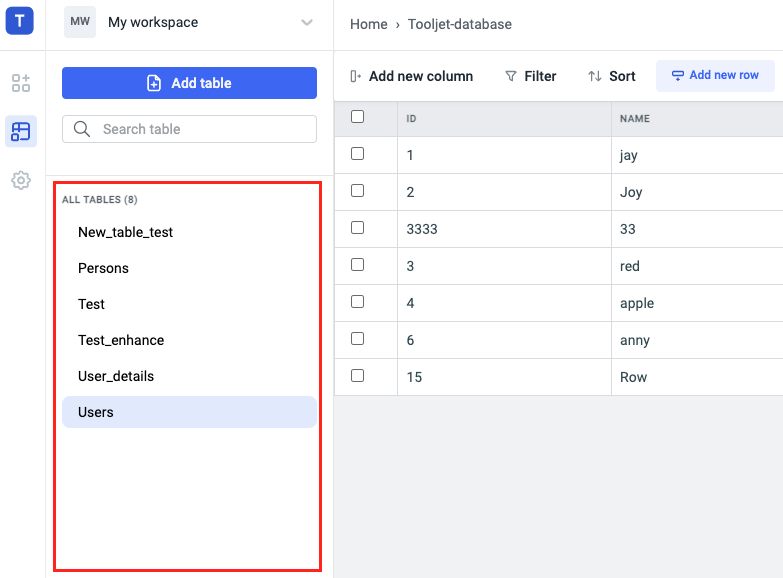 T
MW My workspace
Home › Tooljet-database
Add table
Search table
ALL TABLES (8)
New_table_test
Persons
Test
Test_enhance
User_details
Users
Add new column Filter Sort Add new row
ID NAME
1 jay
2 Joy
3333 33
3 red
4 apple
6 anny
15 Row